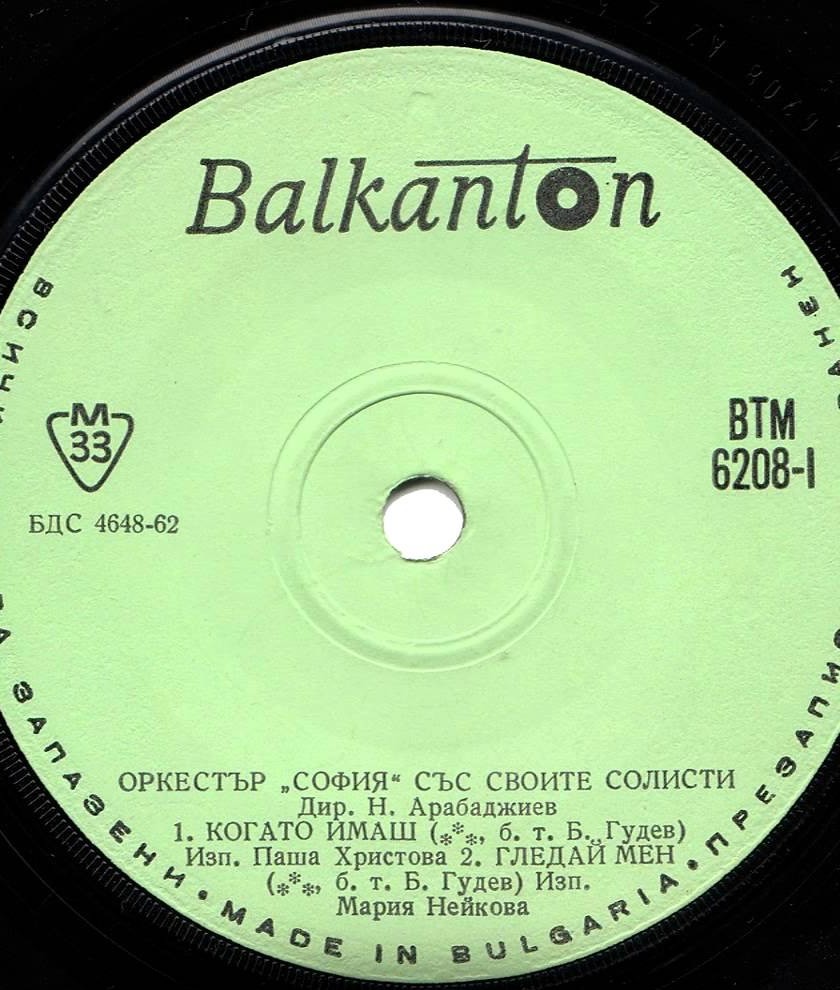 Balkanton
М
33
БДС 4648-62
ВТМ
6208-I
ОРКЕСТЪР „СОФИЯ“ СЪС СВОИТЕ СОЛИСТИ
Дир. Н. Арабаджиев
1. КОГАТО ИМАШ (***, б. т. Б. Гудев)
Изп. Паша Христова 2. ГЛЕДАЙ МЕН
(***, б. т. Б. Гудев) Изп.
Мария Нейкова
ЗАПАЗЕНИ • MADE IN BULGARIA •